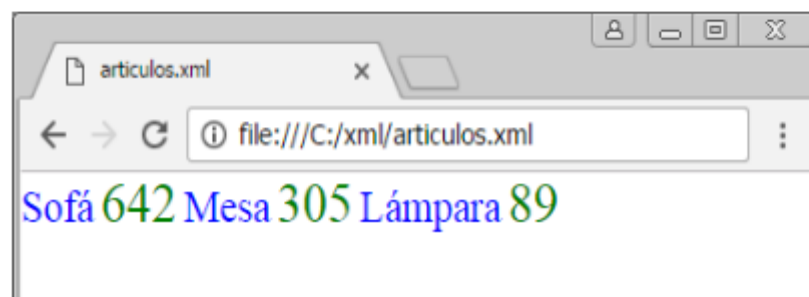 articulos.xml
file:///C:/xml/articulos.xml
Sofá 642 Mesa 305 Lámpara 89